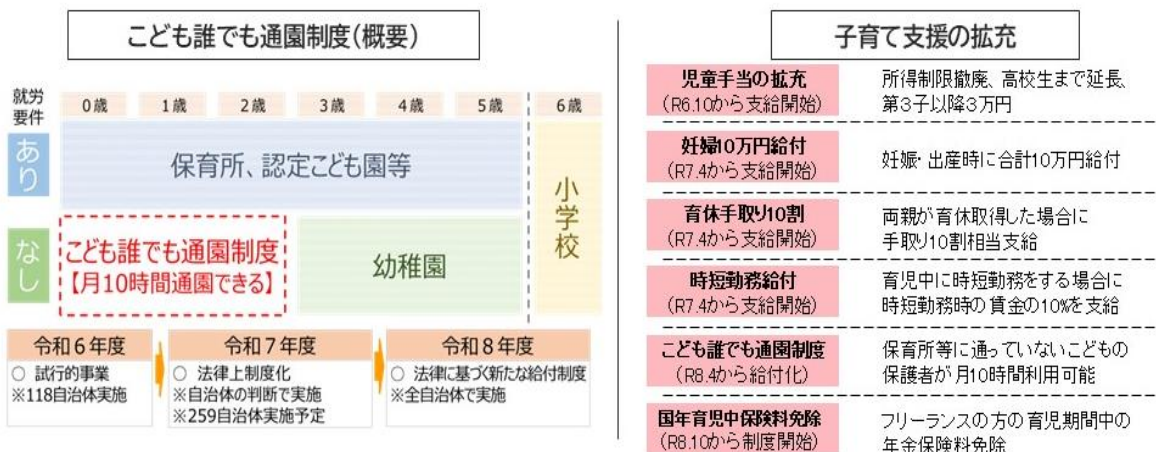 こども誰でも通園制度(概要)
就労
要件
0歳 1歳 2歳 3歳 4歳 5歳 6歳
あり
保育所、認定こども園等
小学校
なし
こども誰でも通園制度
【月10時間通園できる】
幼稚園
令和6年度
○ 試行的事業
※118自治体実施
令和7年度
○ 法律上制度化
※自治体の判断で実施
※259自治体実施予定
令和8年度
○ 法律に基づく新たな給付制度
※全自治体で実施
子育て支援の拡充
児童手当の拡充
(R6.10から支給開始)
所得制限撤廃、高校生まで延長、
第3子以降3万円
妊婦10万円給付
(R7.4から支給開始)
妊娠・出産時に合計10万円給付
育休手取り10割
(R7.4から支給開始)
両親が育休取得した場合に
手取り10割相当支給
時短勤務給付
(R7.4から支給開始)
育児中に時短勤務をする場合に
時短勤務時の賃金の10%を支給
こども誰でも通園制度
(R8.4から給付化)
保育所等に通っていないこどもの
保護者が月10時間利用可能
国年育児中保険料免除
(R8.10から制度開始)
フリーランスの方の育児期間中の
年金保険料免除